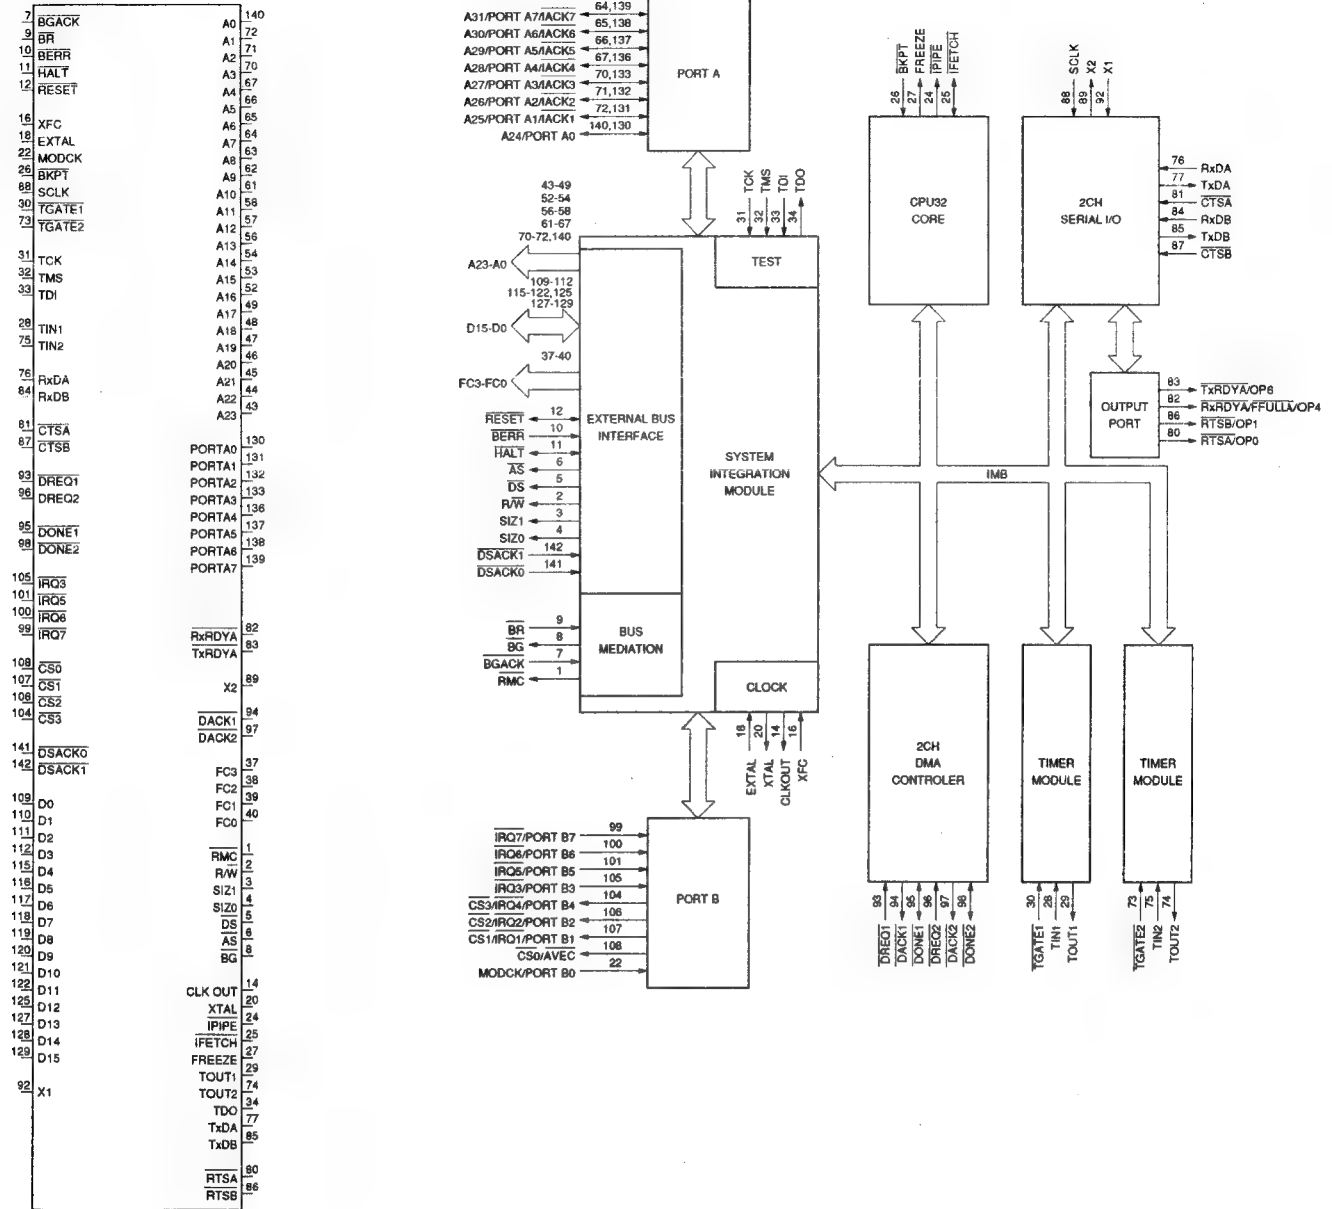 7 BGACK
9 BR
10 BERR
11 HALT
12 RESET
16 XFC
18 EXTAL
22 MODCK
26 BKPT
88 SCLK
30 TGATE1
73 TGATE2
31 TCK
32 TMS
33 TDI
28 TIN1
75 TIN2
76 RxDA
84 RxDB
81 CTSA
87 CTSB
93 DREQ1
96 DREQ2
95 DONE1
98 DONE2
105 IRQ3
101 IRQ5
100 IRQ6
99 IRQ7
108 CS0
107 CS1
106 CS2
104 CS3
141 DSACK0
142 DSACK1
109 D0
110 D1
111 D2
112 D3
115 D4
116 D5
117 D6
118 D7
119 D8
120 D9
121 D10
122 D11
125 D12
127 D13
128 D14
129 D15
92 X1
A0 140
A1 72
A2 71
A3 70
A4 67
A5 66
A6 65
A7 64
A8 63
A9 62
A10 61
A11 58
A12 57
A13 56
A14 54
A15 53
A16 52
A17 49
A18 48
A19 47
A20 46
A21 45
A22 44
A23 43
PORTA0 130
PORTA1 131
PORTA2 132
PORTA3 133
PORTA4 136
PORTA5 137
PORTA6 138
PORTA7 139
RxRDYA 82
TxRDYA 83
X2 89
DACK1 94
DACK2 97
FC3 37
FC2 38
FC1 39
FC0 40
RMC 1
R/W 2
SIZ1 3
SIZ0 4
DS 5
AS 6
BG 8
CLK OUT 14
XTAL 20
IPIPE 24
IFETCH 25
FREEZE 27
TOUT1 29
TOUT2 74
TDO 34
TxDA 77
TxDB 85
RTSA 80
RTSB 86
A31/PORT A7/IACK7 64,139
A30/PORT A6/IACK6 65,138
A29/PORT A5/IACK5 66,137
A28/PORT A4/IACK4 67,136
A27/PORT A3/IACK3 70,133
A26/PORT A2/IACK2 71,132
A25/PORT A1/IACK1 72,131
A24/PORT A0 140,130
PORT A
43-49
52-54
56-58
61-67
70-72,140
A23-A0
109-112
115-122,125
127-129
D15-D0
37-40
FC3-FC0
RESET 12
BERR 10
HALT 11
AS 6
DS 5
R/W 2
SIZ1 3
SIZ0 4
DSACK1 142
DSACK0 141
BR 9
BG 8
BGACK 7
RMC 1
EXTERNAL BUS
INTERFACE
BUS
MEDIATION
31 TCK
32 TMS
33 TDI
34 TDO
TEST
SYSTEM
INTEGRATION
MODULE
CLOCK
18 EXTAL
20 XTAL
14 CLKOUT
16 XFC
IRQ7/PORT B7 99
IRQ6/PORT B6 100
IRQ5/PORT B5 101
IRQ3/PORT B3 105
CS3/IRQ4/PORT B4 104
CS2/IRQ2/PORT B2 106
CS1/IRQ1/PORT B1 107
CS0/AVEC 108
MODCK/PORT B0 22
PORT B
26 BKPT
27 FREEZE
24 IPIPE
25 IFETCH
CPU32
CORE
88 SCLK
89 X2
92 X1
2CH
SERIAL I/O
76 RxDA
77 TxDA
81 CTSA
84 RxDB
85 TxDB
87 CTSB
OUTPUT
PORT
83 TxRDYA/OP6
82 RxRDYA/FFULLA/OP4
86 RTSB/OP1
80 RTSA/OP0
IMB
2CH
DMA
CONTROLER
93 DREQ1
94 DACK1
95 DONE1
96 DREQ2
97 DACK2
98 DONE2
TIMER
MODULE
30 TGATE1
28 TIN1
29 TOUT1
TIMER
MODULE
73 TGATE2
75 TIN2
74 TOUT2